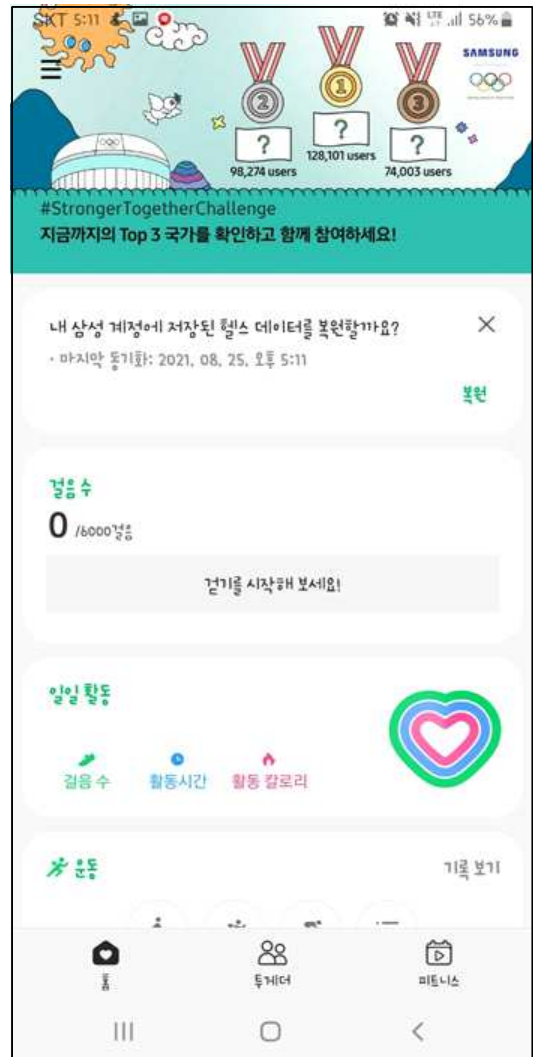 SKT 5:11
LTE 56%
SAMSUNG
2
1
3
?
?
?
98,274 users
128,101 users
74,003 users
#StrongerTogetherChallenge
지금까지의 Top 3 국가를 확인하고 함께 참여하세요!
내 삼성 계정에 저장된 헬스 데이터를 복원할까요?
· 마지막 동기화: 2021, 08, 25, 오후 5:11
복원
걸음 수
0 /6000걸음
걷기를 시작해 보세요!
일일 활동
걸음 수 활동시간 활동 칼로리
운동 기록 보기
홈 투게더 피트니스